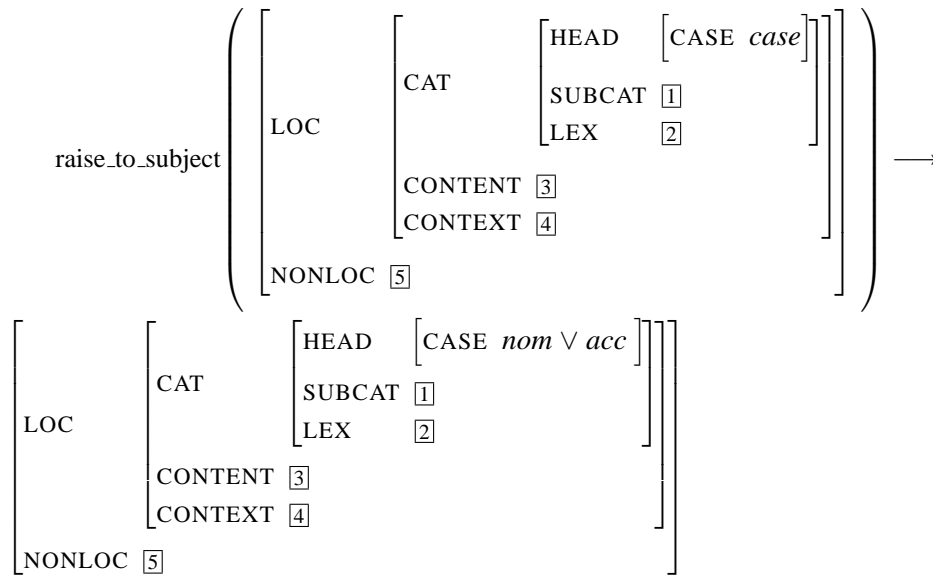 HEAD [CASE case]
CAT
SUBCAT 1
LOC
LEX 2
raise_to_subject
⟶
CONTENT 3
CONTEXT 4
NONLOC 5
HEAD [CASE nom ∨ acc]
CAT
SUBCAT 1
LOC
LEX 2
CONTENT 3
CONTEXT 4
NONLOC 5